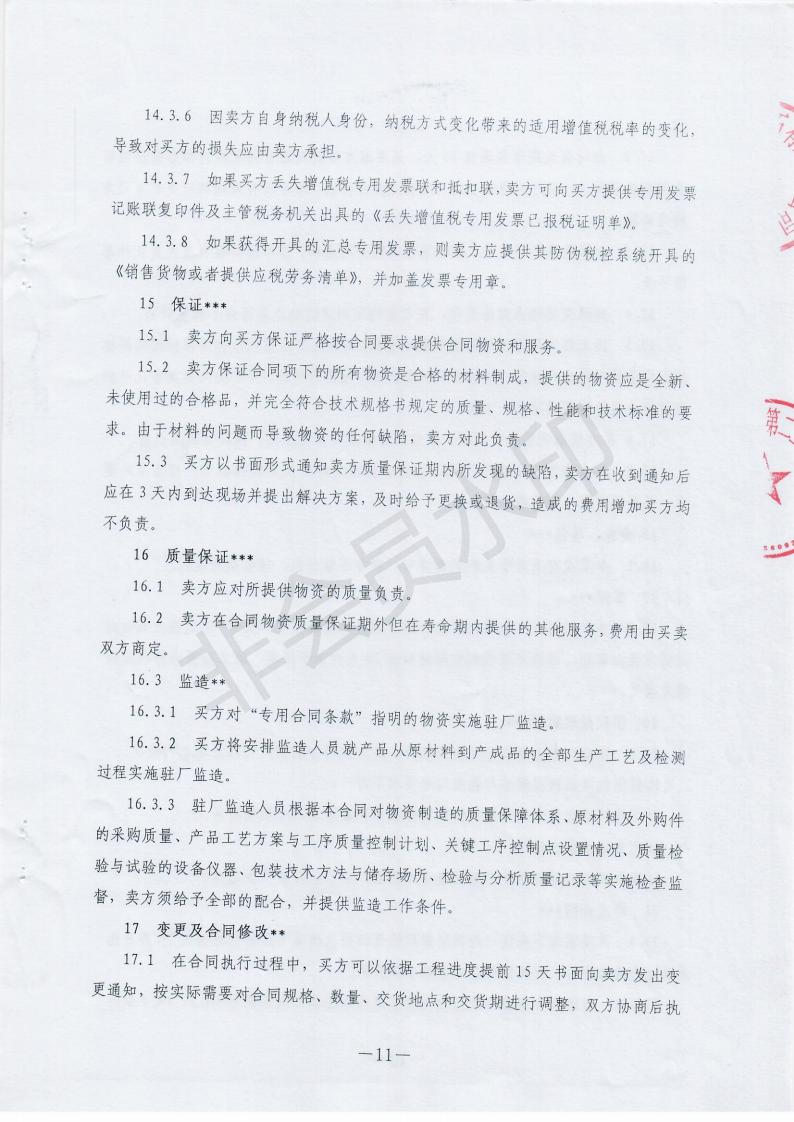 14.3.6 因卖方自身纳税人身份，纳税方式变化带来的适用增值税税率的变化，
导致对买方的损失应由卖方承担。
14.3.7 如果买方丢失增值税专用发票联和抵扣联，卖方可向买方提供专用发票
记账联复印件及主管税务机关出具的《丢失增值税专用发票已报税证明单》。
14.3.8 如果获得开具的汇总专用发票，则卖方应提供其防伪税控系统开具的
《销售货物或者提供应税劳务清单》，并加盖发票专用章。
15 保证***
15.1 卖方向买方保证严格按合同要求提供合同物资和服务。
15.2 卖方保证合同项下的所有物资是合格的材料制成，提供的物资应是全新、
未使用过的合格品，并完全符合技术规格书规定的质量、规格、性能和技术标准的要
求。由于材料的问题而导致物资的任何缺陷，卖方对此负责。
15.3 买方以书面形式通知卖方质量保证期内所发现的缺陷，卖方在收到通知后
应在3天内到达现场并提出解决方案，及时给予更换或退货，造成的费用增加买方均
不负责。
16 质量保证***
16.1 卖方应对所提供物资的质量负责。
16.2 卖方在合同物资质量保证期外但在寿命期内提供的其他服务，费用由买卖
双方商定。
16.3 监造**
16.3.1 买方对“专用合同条款”指明的物资实施驻厂监造。
16.3.2 买方将安排监造人员就产品从原材料到产成品的全部生产工艺及检测
过程实施驻厂监造。
16.3.3 驻厂监造人员根据本合同对物资制造的质量保障体系、原材料及外购件
的采购质量、产品工艺方案与工序质量控制计划、关键工序控制点设置情况、质量检
验与试验的设备仪器、包装技术方法与储存场所、检验与分析质量记录等实施检查监
督，卖方须给予全部的配合，并提供监造工作条件。
17 变更及合同修改**
17.1 在合同执行过程中，买方可以依据工程进度提前15天书面向卖方发出变
更通知，按实际需要对合同规格、数量、交货地点和交货期进行调整，双方协商后执
—11—
非会员水印
第二